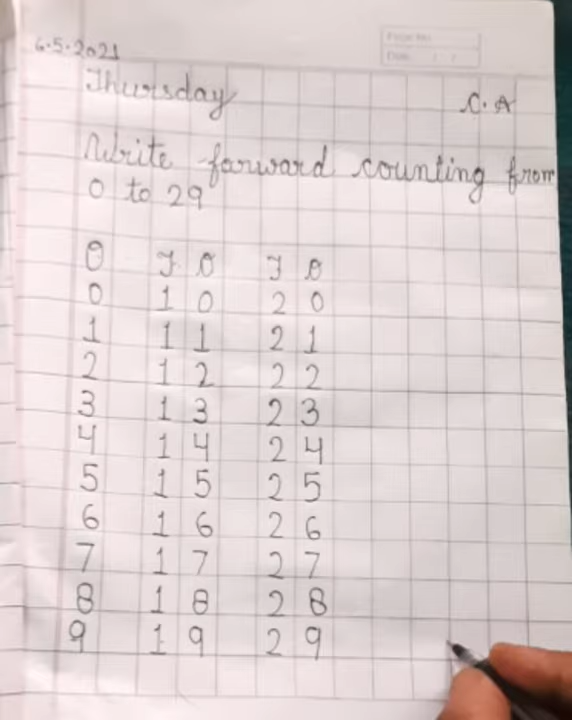 Page No.
Date: / /
6.5.2021
Thursday
C.A
Write forward counting from
0 to 29
O T O T O
0 1 0 2 0
1 1 1 2 1
2 1 2 2 2
3 1 3 2 3
4 1 4 2 4
5 1 5 2 5
6 1 6 2 6
7 1 7 2 7
8 1 8 2 8
9 1 9 2 9